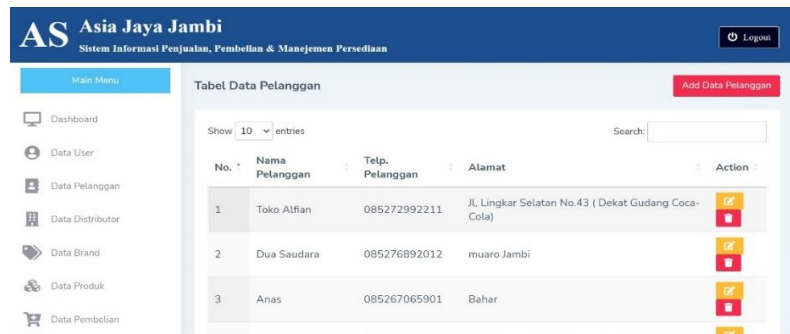 AS Asia Jaya Jambi
Sistem Informasi Penjualan, Pembelian & Manejemen Persediaan
Logout
Main Menu
Dashboard
Data User
Data Pelanggan
Data Distributor
Data Brand
Data Produk
Data Pembelian
Tabel Data Pelanggan
Add Data Pelanggan
Show 10 entries
Search:
No. Nama Pelanggan Telp. Pelanggan Alamat Action
1 Toko Alfian 085272992211 Jl, Lingkar Selatan No.43 ( Dekat Gudang Coca-
Cola)
2 Dua Saudara 085276892012 muaro Jambi
3 Anas 085267065901 Bahar